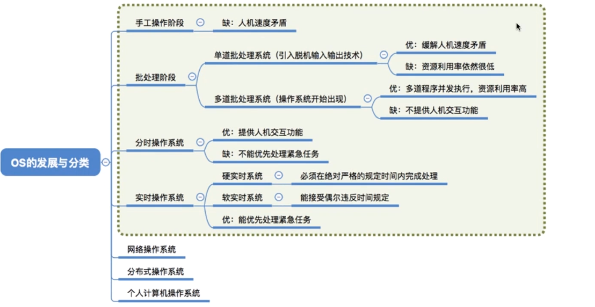 OS的发展与分类
手工操作阶段
缺：人机速度矛盾
批处理阶段
单道批处理系统（引入脱机输入输出技术）
优：缓解人机速度矛盾
缺：资源利用率依然很低
多道批处理系统（操作系统开始出现）
优：多道程序并发执行，资源利用率高
缺：不提供人机交互功能
分时操作系统
优：提供人机交互功能
缺：不能优先处理紧急任务
实时操作系统
硬实时系统
必须在绝对严格的规定时间内完成处理
软实时系统
能接受偶尔违反时间规定
优：能优先处理紧急任务
网络操作系统
分布式操作系统
个人计算机操作系统